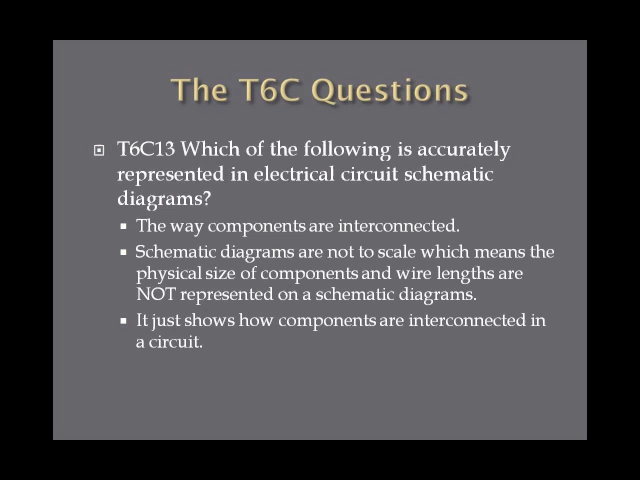 The T6C Questions
T6C13 Which of the following is accurately
represented in electrical circuit schematic
diagrams?
The way components are interconnected.
Schematic diagrams are not to scale which means the
physical size of components and wire lengths are
NOT represented on a schematic diagrams.
It just shows how components are interconnected in
a circuit.